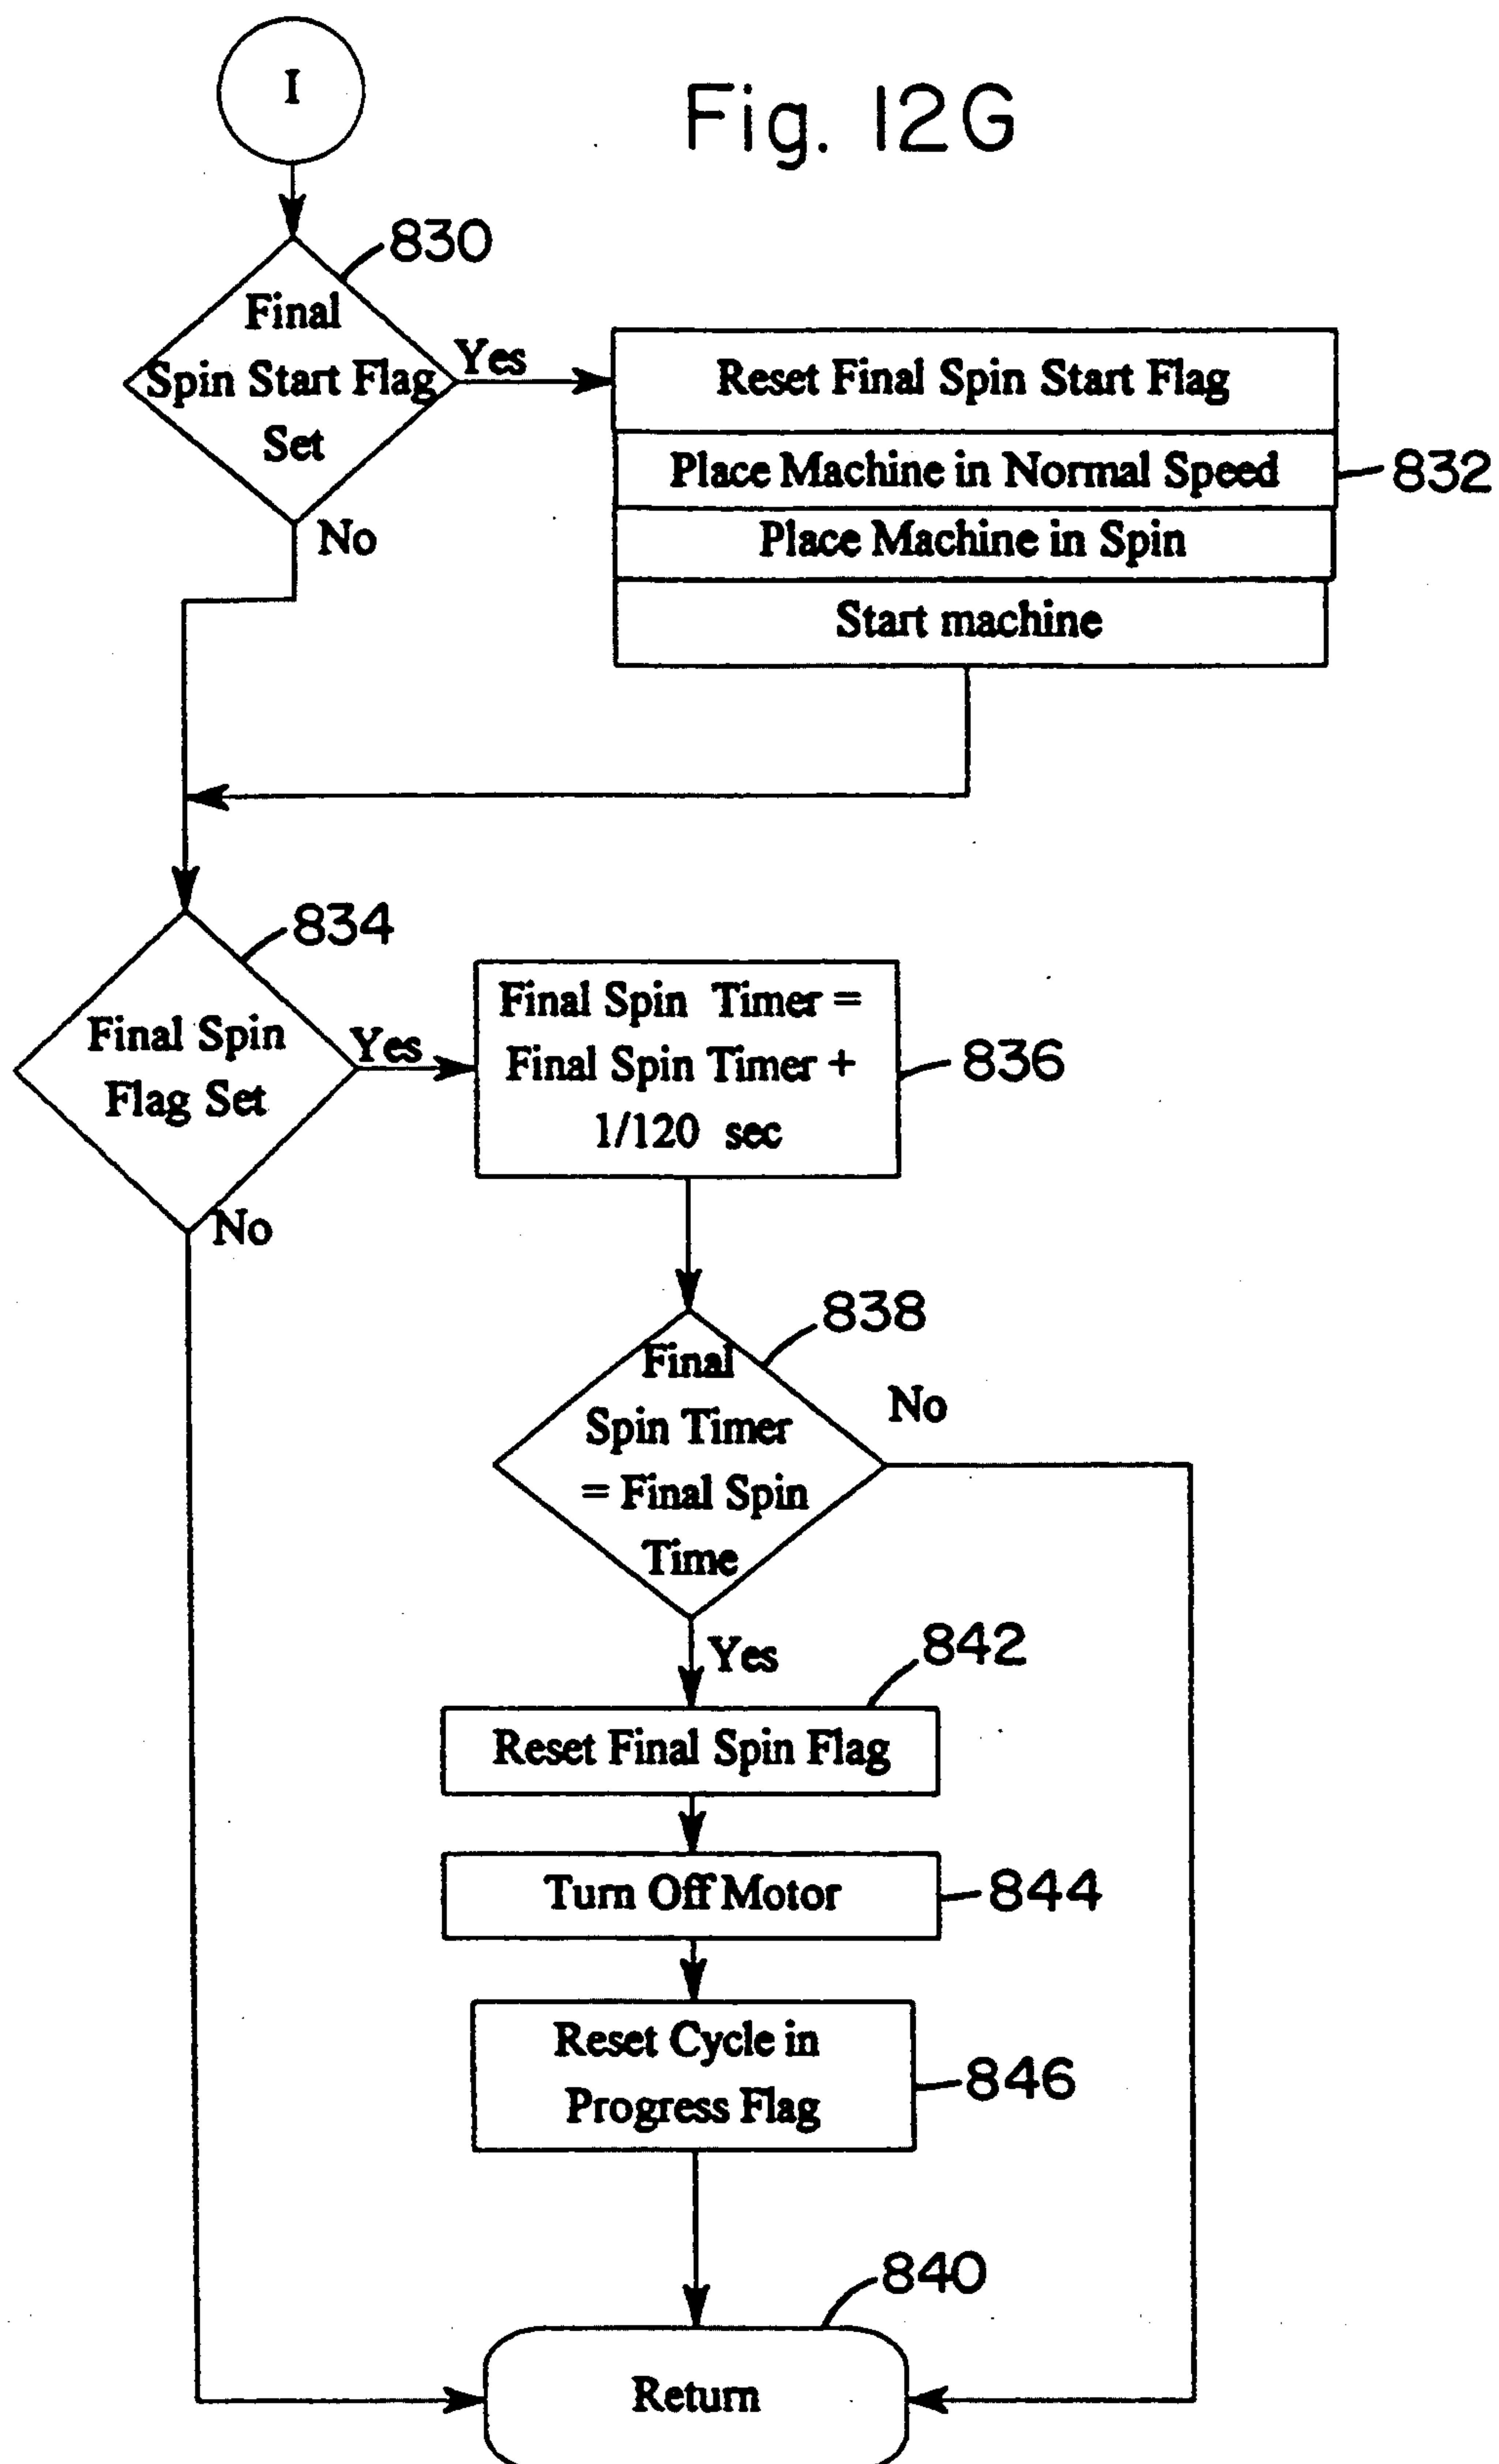 I
Fig. 12G
830
Final
Spin Start Flag
Set
Yes
No
Reset Final Spin Start Flag
Place Machine in Normal Speed
832
Place Machine in Spin
Start machine
834
Final Spin
Flag Set
Yes
No
Final Spin Timer =
Final Spin Timer +
1/120 sec
836
838
Final
Spin Timer
= Final Spin
Time
No
Yes
842
Reset Final Spin Flag
Turn Off Motor
844
Reset Cycle in
Progress Flag
846
840
Return